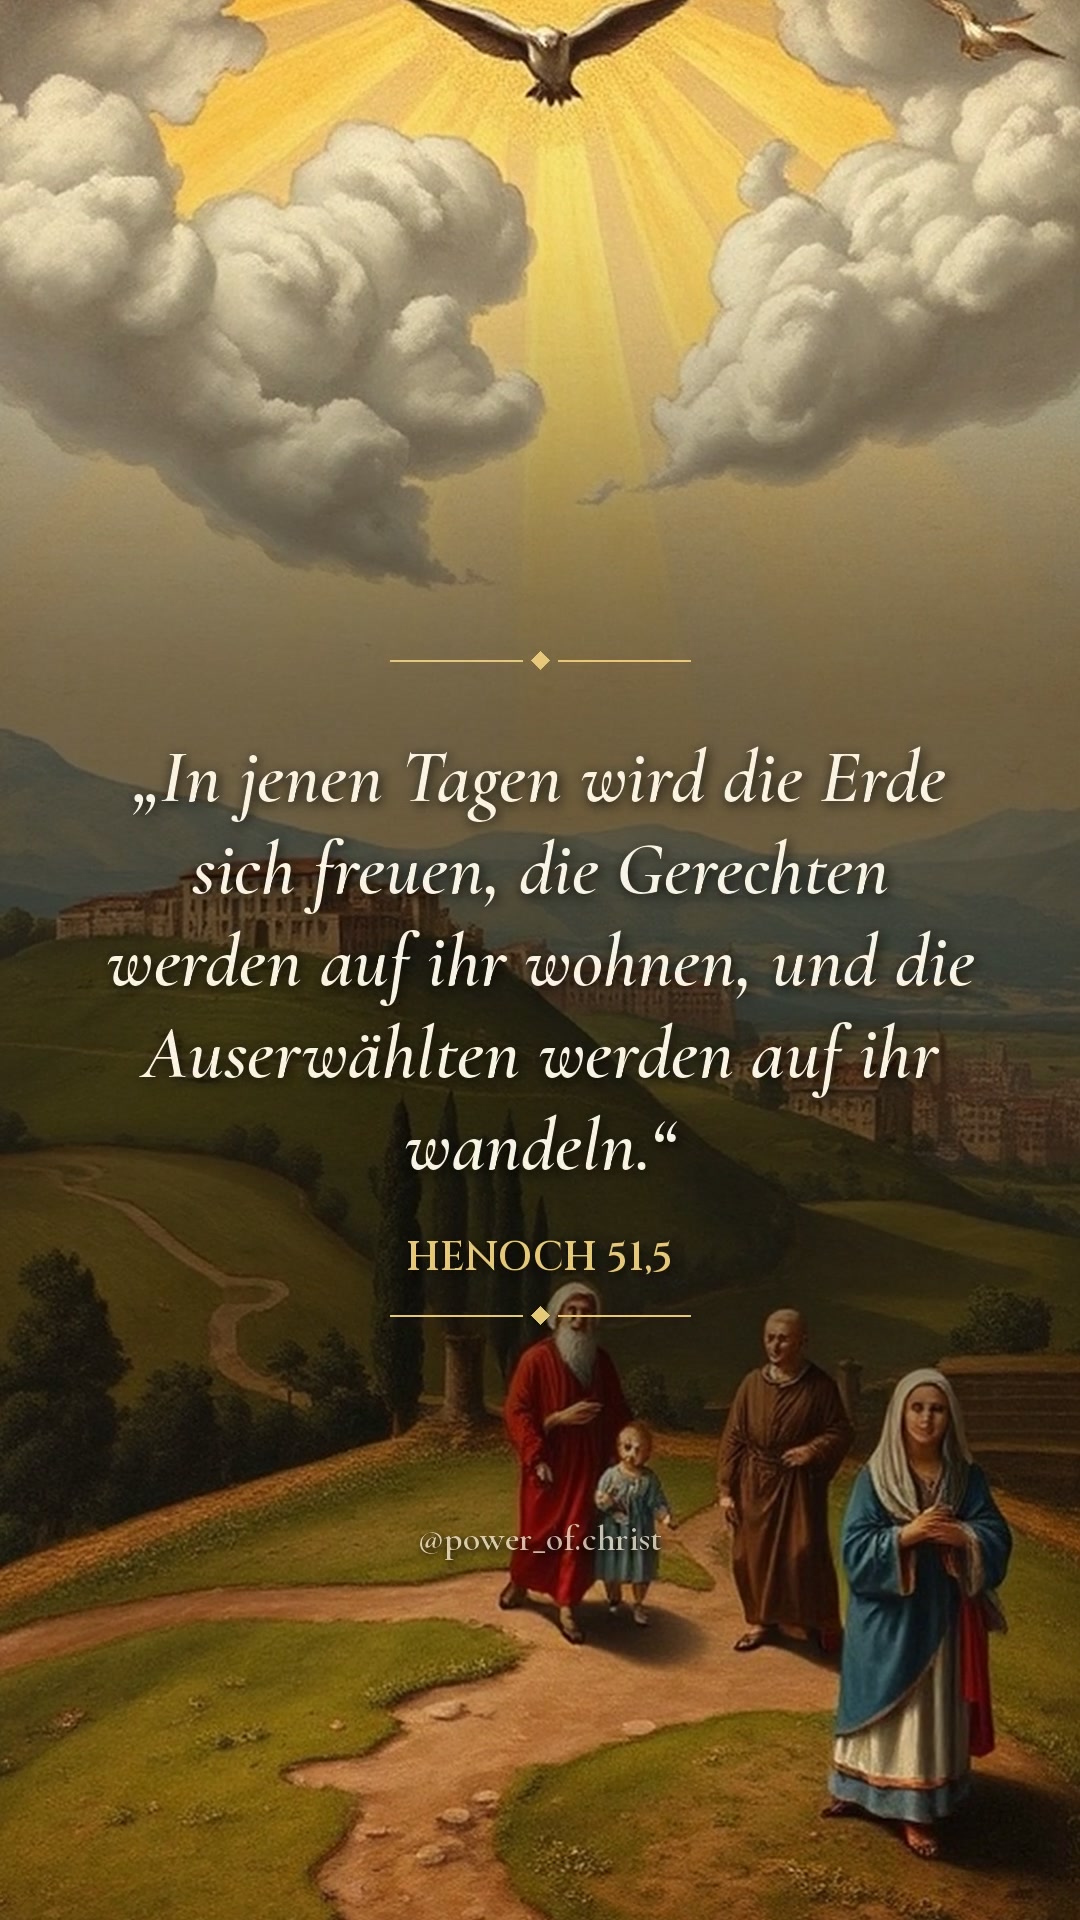 „In jenen Tagen wird die Erde
sich freuen, die Gerechten
werden auf ihr wohnen, und die
Auserwählten werden auf ihr
wandeln.“
HENOCH 51,5
@power_of.christ